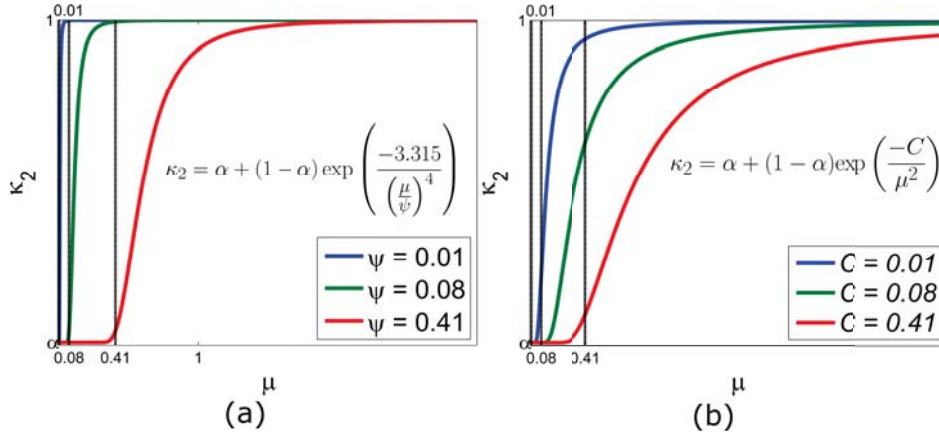 0.01
1
κ₂
κ₂ = α + (1 − α) exp ( −3.315 / (μ/ψ)⁴ )
ψ = 0.01
ψ = 0.08
ψ = 0.41
α
0.08 0.41 1
μ
(a)
0.01
1
κ₂
κ₂ = α + (1 − α)exp ( −C / μ² )
C = 0.01
C = 0.08
C = 0.41
α
0.08 0.41
μ
(b)